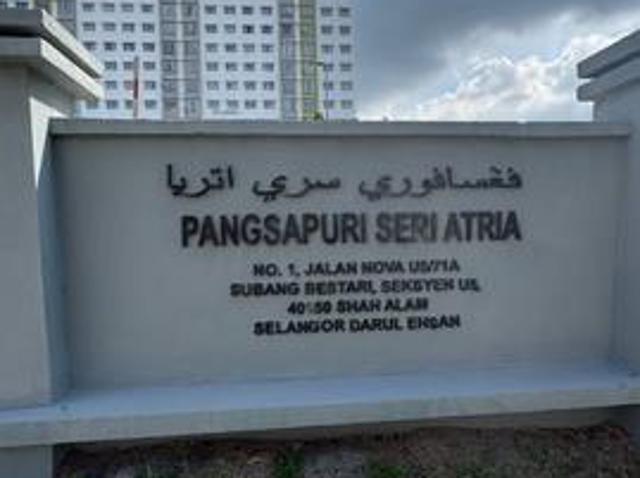 ڤڠساڤوري سري اتريا
PANGSAPURI SERI ATRIA
NO. 1, JALAN NOVA U5/71A
SUBANG BESTARI, SEKSYEN U5,
40150 SHAH ALAM
SELANGOR DARUL EHSAN